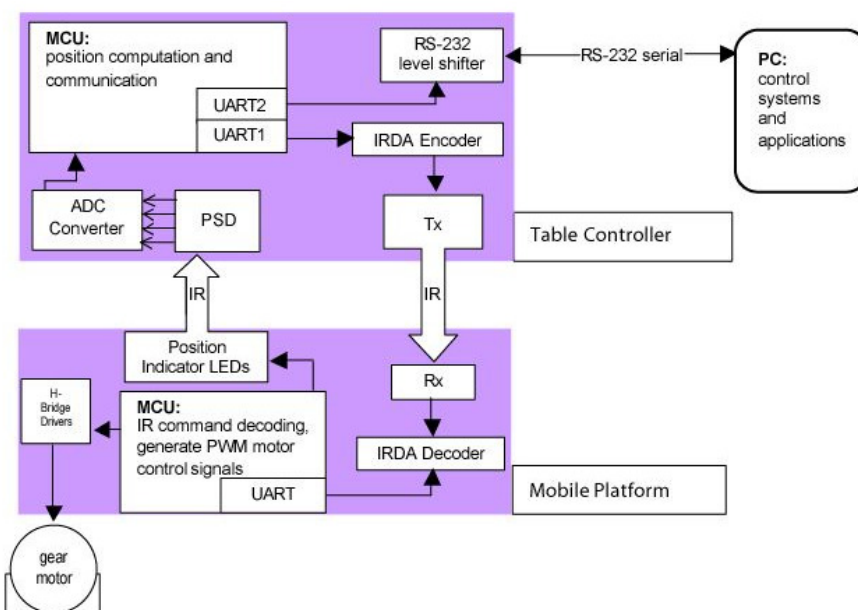 MCU:
position computation and
communication
UART2
UART1
RS-232
level shifter
RS-232 serial
PC:
control
systems
and
applications
IRDA Encoder
ADC
Converter
PSD
Tx
Table Controller
IR
IR
Position
Indicator LEDs
Rx
H-
Bridge
Drivers
MCU:
IR command decoding,
generate PWM motor
control signals
UART
IRDA Decoder
Mobile Platform
gear
motor